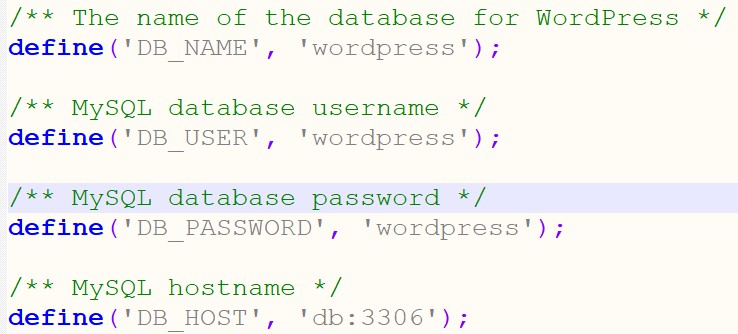 /** The name of the database for WordPress */
define('DB_NAME', 'wordpress');
/** MySQL database username */
define('DB_USER', 'wordpress');
/** MySQL database password */
define('DB_PASSWORD', 'wordpress');
/** MySQL hostname */
define('DB_HOST', 'db:3306');